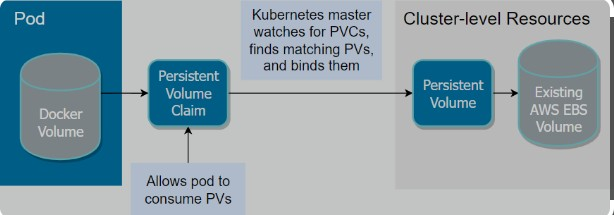 Pod
Docker
Volume
Persistent
Volume
Claim
Allows pod to
consume PVs
Kubernetes master
watches for PVCs,
finds matching PVs,
and binds them
Cluster-level Resources
Persistent
Volume
Existing
AWS EBS
Volume